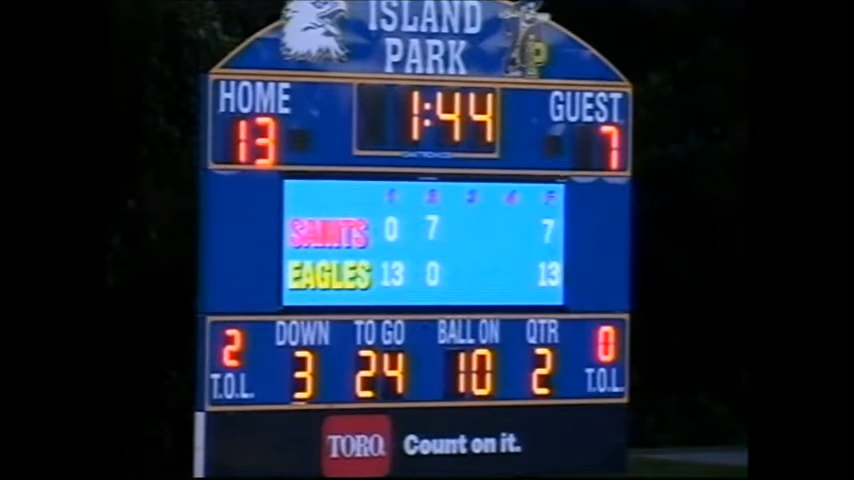 ISLAND
PARK
HOME 1:44 GUEST
13 7
1 2 3 4 F
SAINTS 0 7 7
EAGLES 13 0 13
2 DOWN TO GO BALL ON QTR 0
T.O.L. 3 24 10 2 T.O.L.
TORO Count on it.